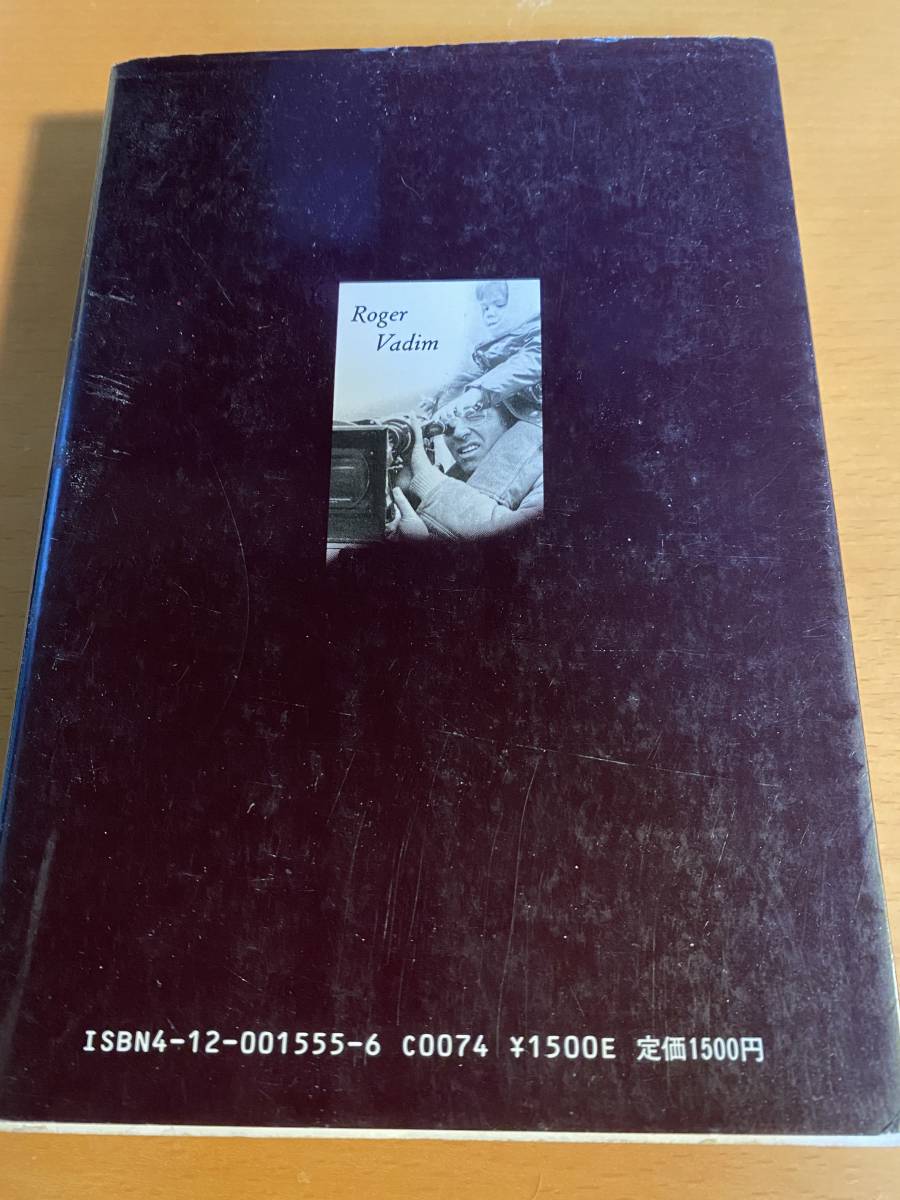 Roger
Vadim
ISBN4-12-001555-6 C0074 ¥1500E 定価1500円